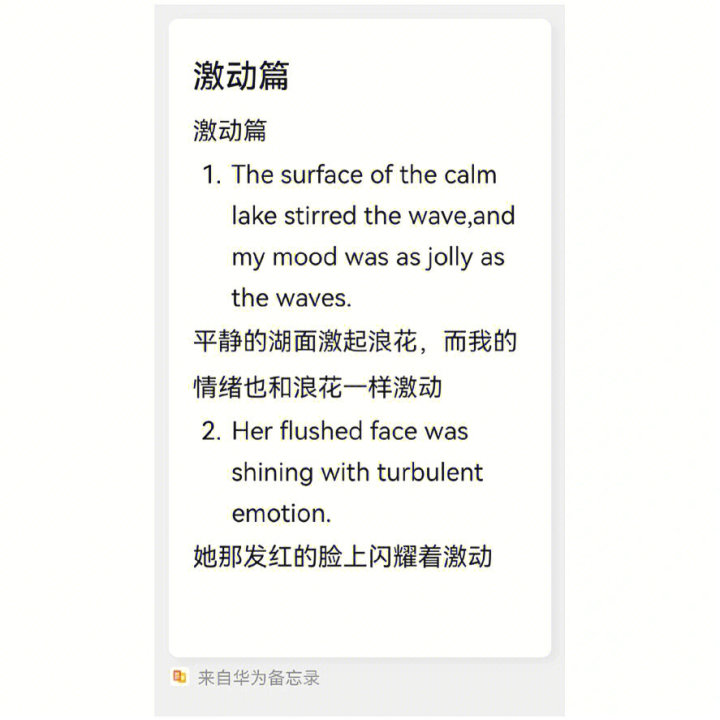 激动篇
激动篇
1. The surface of the calm
lake stirred the wave,and
my mood was as jolly as
the waves.
平静的湖面激起浪花，而我的
情绪也和浪花一样激动
2. Her flushed face was
shining with turbulent
emotion.
她那发红的脸上闪耀着激动
来自华为备忘录